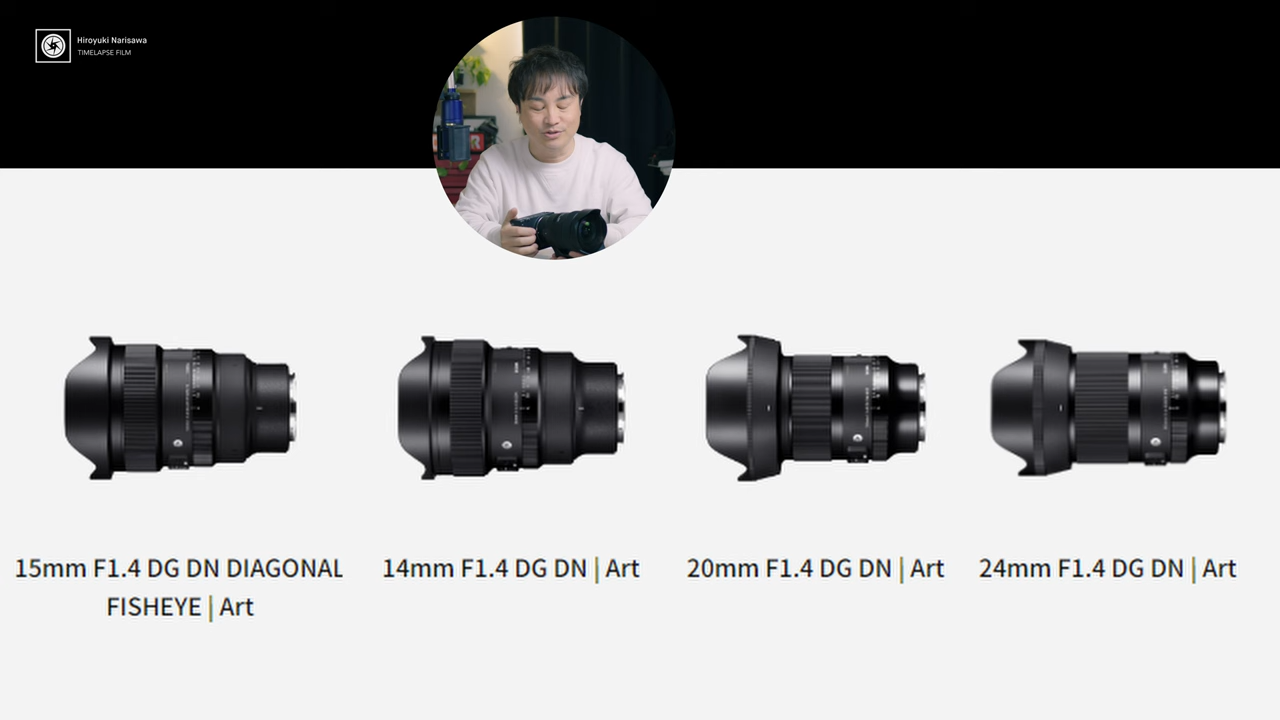 Hiroyuki Narisawa
TIMELAPSE FILM
15mm F1.4 DG DN DIAGONAL
FISHEYE | Art
14mm F1.4 DG DN | Art
20mm F1.4 DG DN | Art
24mm F1.4 DG DN | Art